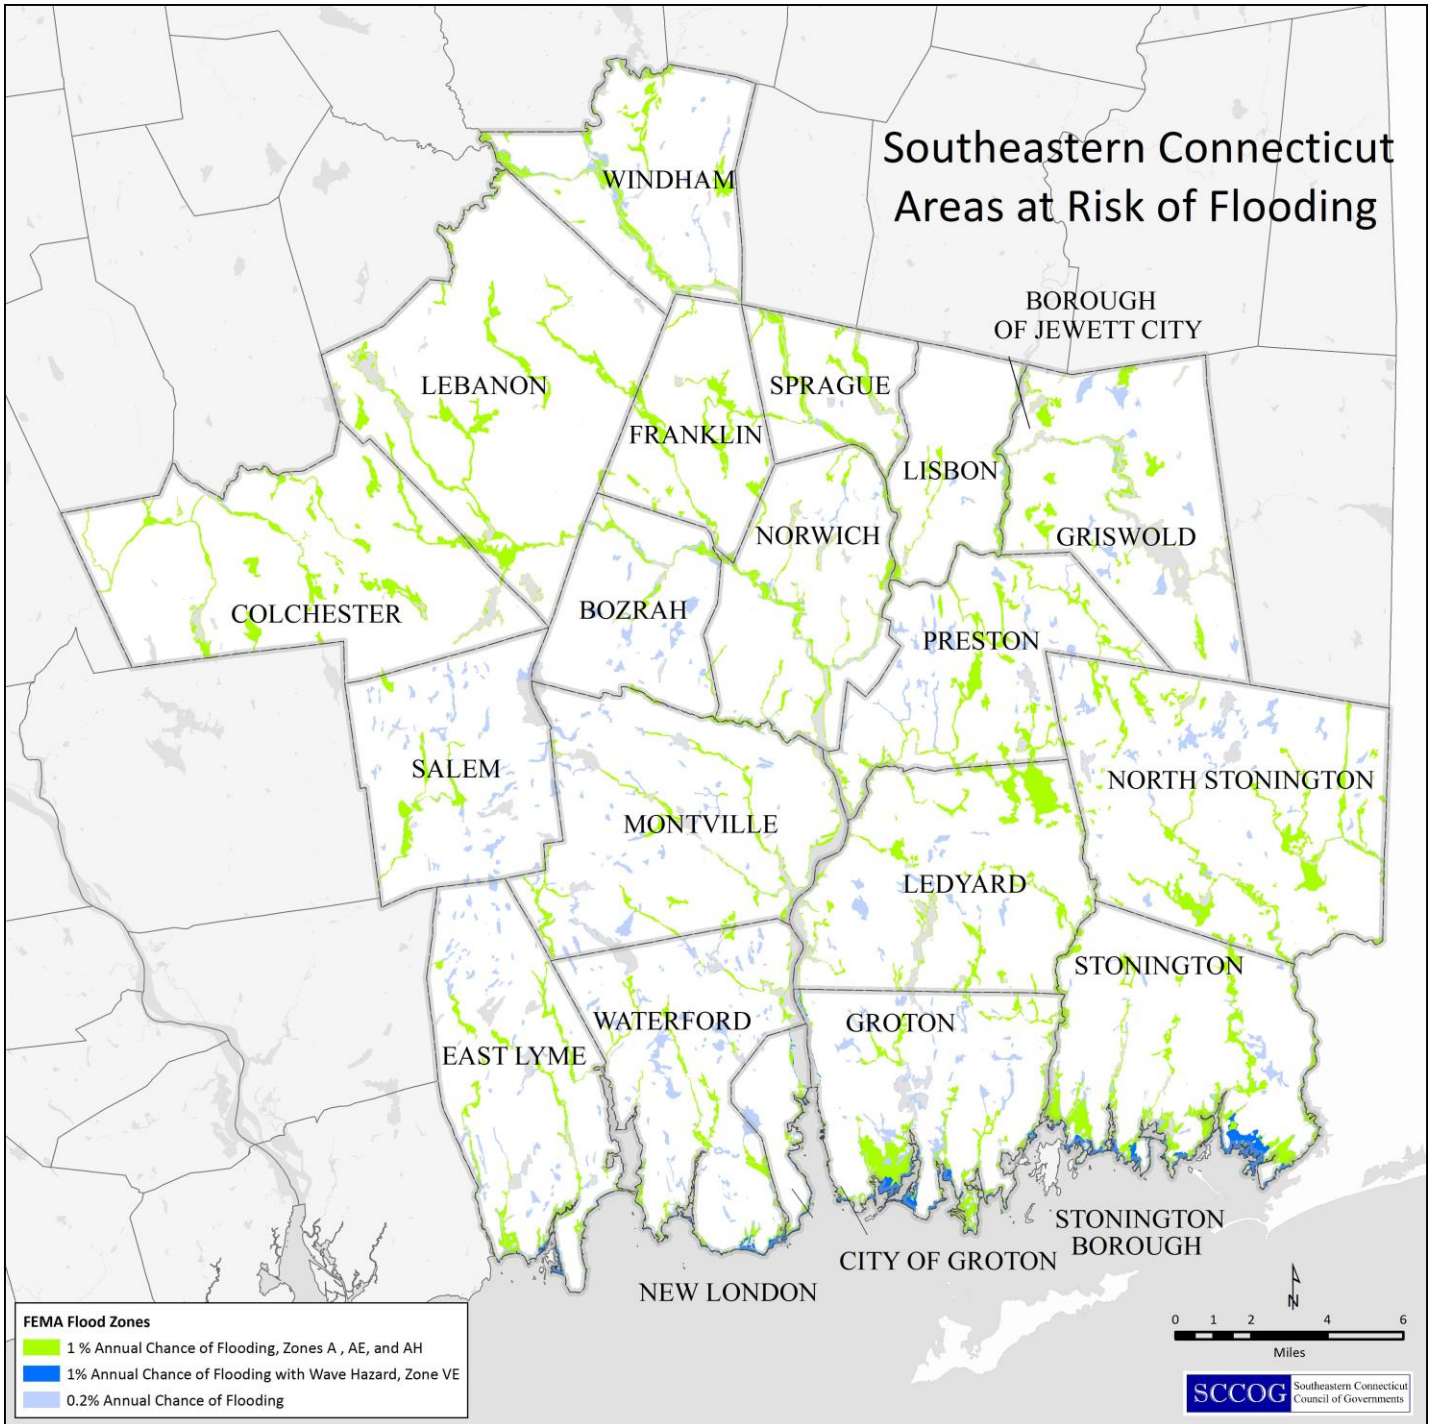 Southeastern Connecticut
Areas at Risk of Flooding
WINDHAM
BOROUGH
OF JEWETT CITY
LEBANON
SPRAGUE
FRANKLIN
LISBON
NORWICH
GRISWOLD
COLCHESTER
BOZRAH
PRESTON
SALEM
NORTH STONINGTON
MONTVILLE
LEDYARD
STONINGTON
WATERFORD
GROTON
EAST LYME
STONINGTON
BOROUGH
CITY OF GROTON
NEW LONDON
N
0 1 2 4 6
Miles
FEMA Flood Zones
1 % Annual Chance of Flooding, Zones A , AE, and AH
1% Annual Chance of Flooding with Wave Hazard, Zone VE
0.2% Annual Chance of Flooding
SCCOG
Southeastern Connecticut
Council of Governments